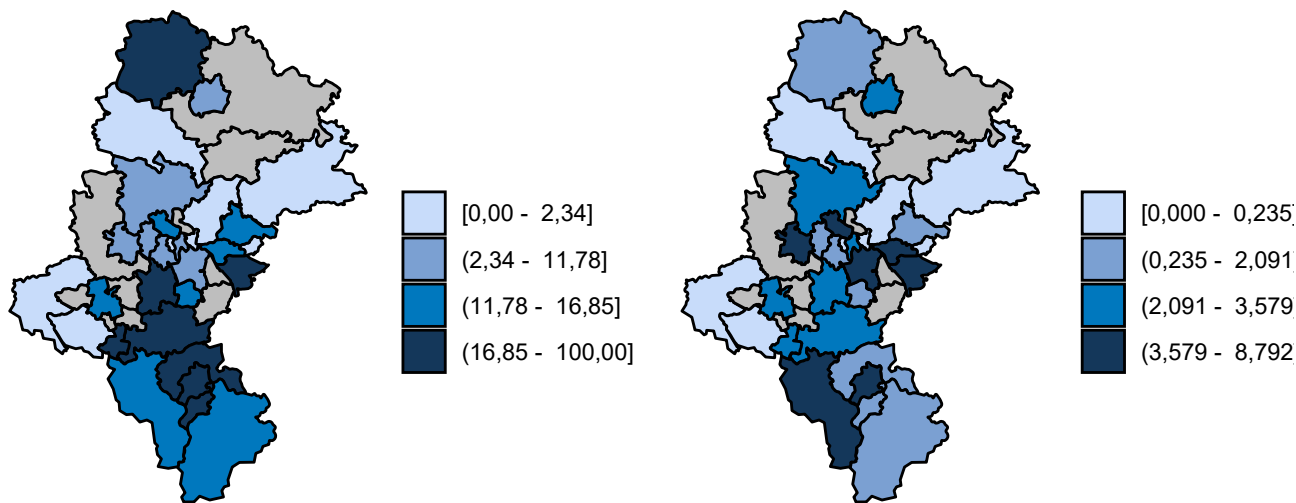 [0,00 - 2,34]
(2,34 - 11,78]
(11,78 - 16,85]
(16,85 - 100,00]
[0,000 - 0,235]
(0,235 - 2,091]
(2,091 - 3,579]
(3,579 - 8,792]